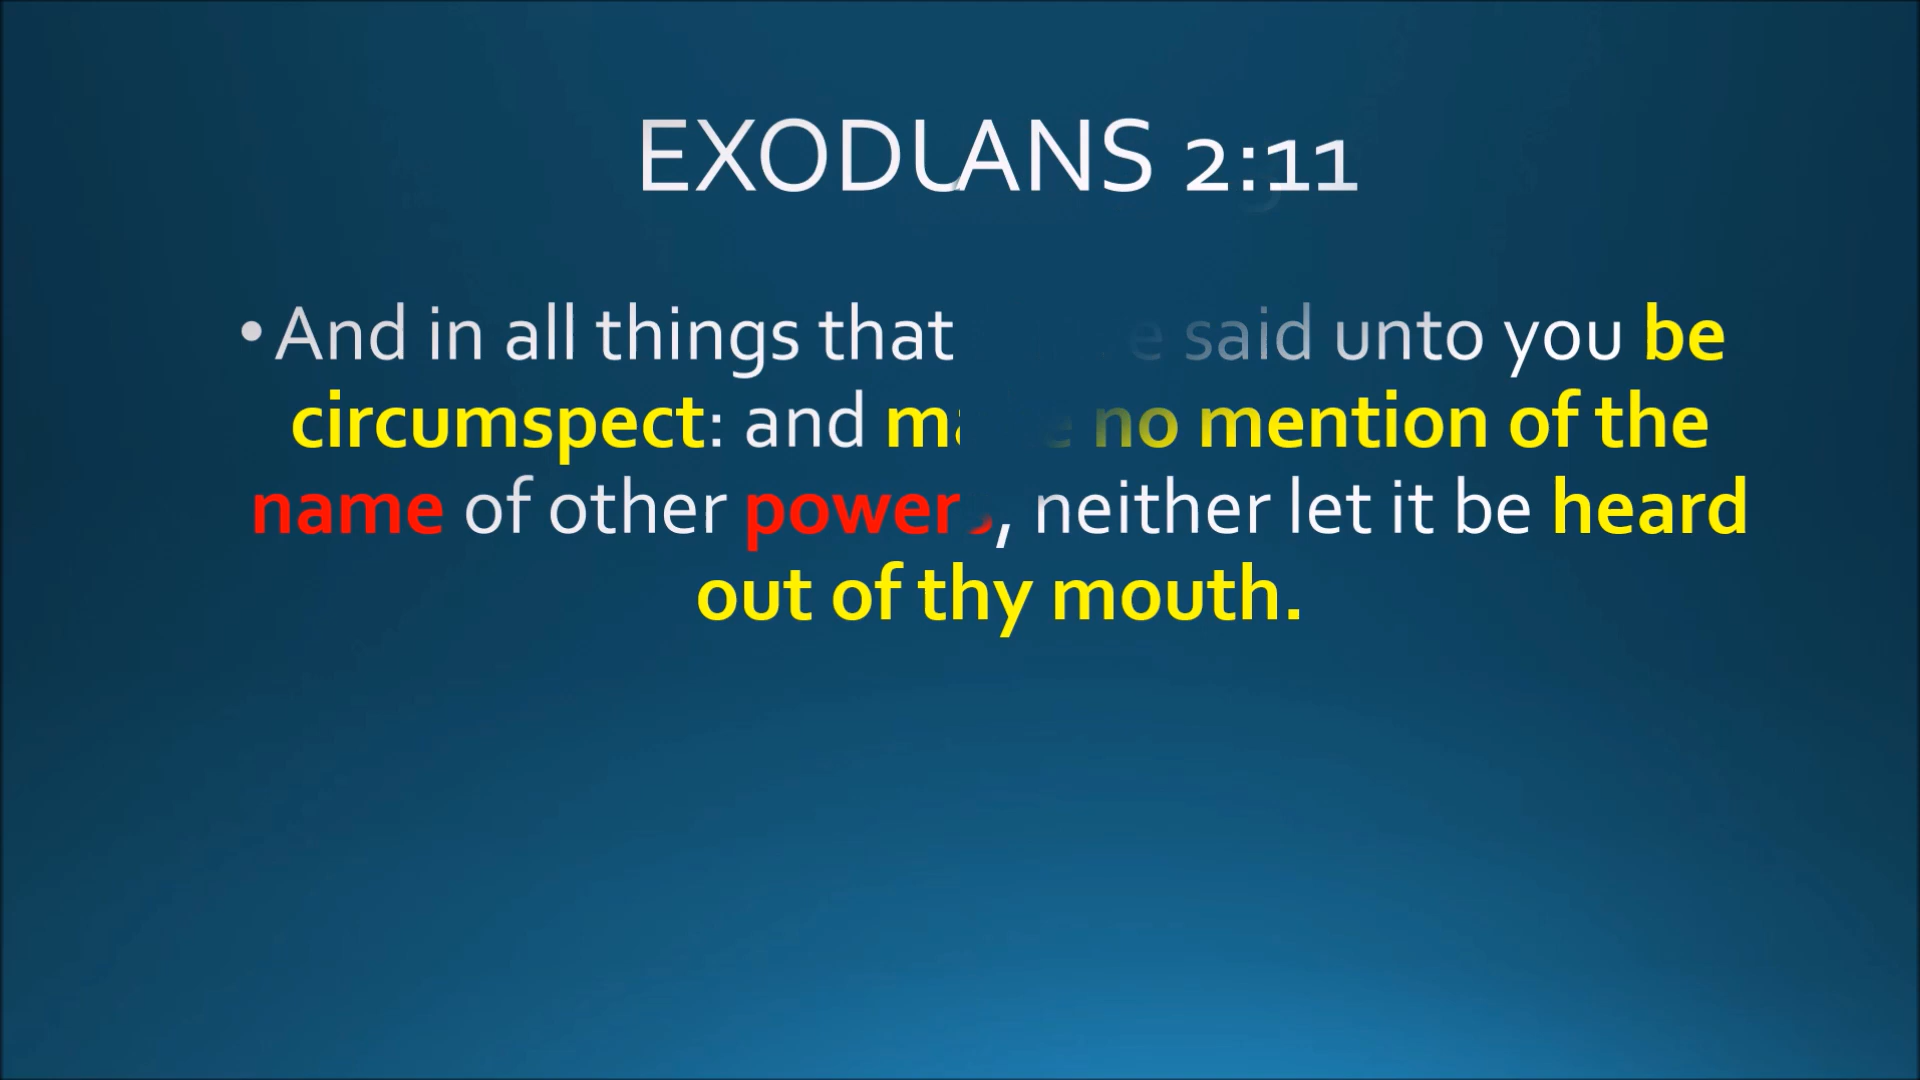 EXODUANS 2:11
•And in all things that said unto you be
circumspect: and no mention of the
name of other powers, neither let it be heard
out of thy mouth.